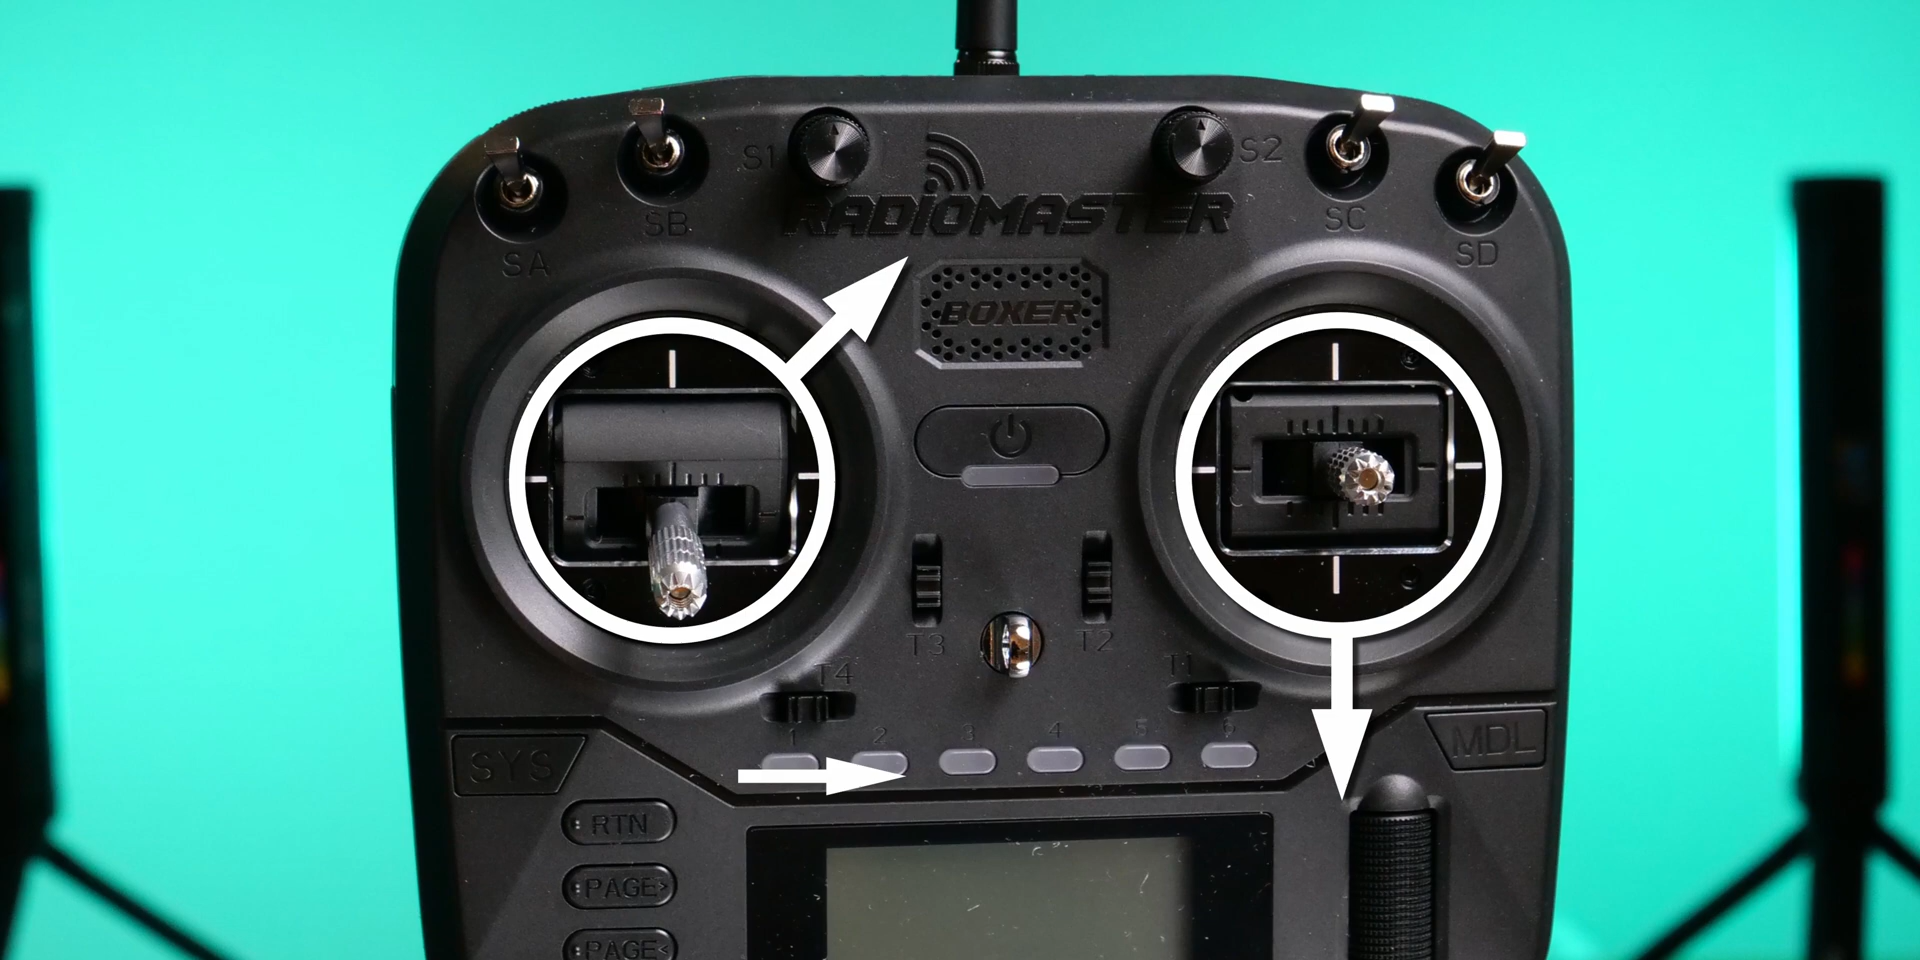 S1
S2
SB
SC
RADIOMASTER
SA
SD
BOXER
T3
T2
T4
T1
1 2 3 4 5 6
SYS
MDL
RTN
PAGE>
PAGE<